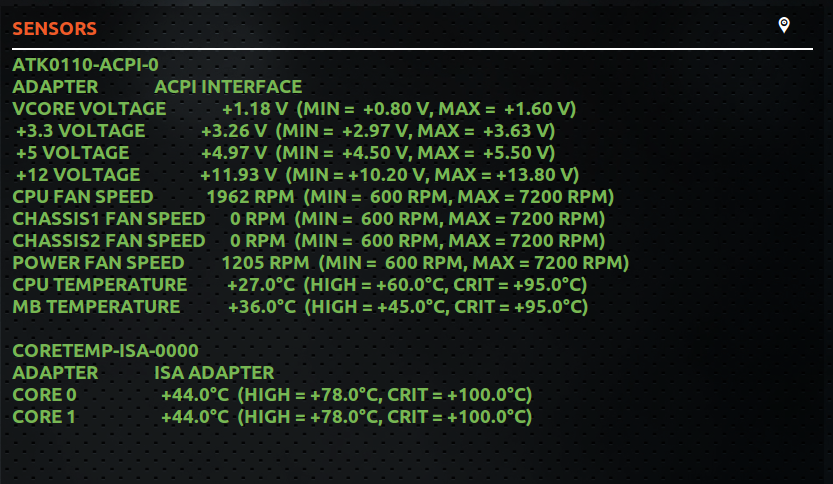 SENSORS
ATK0110-ACPI-0
ADAPTER ACPI INTERFACE
VCORE VOLTAGE +1.18 V (MIN = +0.80 V, MAX = +1.60 V)
+3.3 VOLTAGE +3.26 V (MIN = +2.97 V, MAX = +3.63 V)
+5 VOLTAGE +4.97 V (MIN = +4.50 V, MAX = +5.50 V)
+12 VOLTAGE +11.93 V (MIN = +10.20 V, MAX = +13.80 V)
CPU FAN SPEED 1962 RPM (MIN = 600 RPM, MAX = 7200 RPM)
CHASSIS1 FAN SPEED 0 RPM (MIN = 600 RPM, MAX = 7200 RPM)
CHASSIS2 FAN SPEED 0 RPM (MIN = 600 RPM, MAX = 7200 RPM)
POWER FAN SPEED 1205 RPM (MIN = 600 RPM, MAX = 7200 RPM)
CPU TEMPERATURE +27.0°C (HIGH = +60.0°C, CRIT = +95.0°C)
MB TEMPERATURE +36.0°C (HIGH = +45.0°C, CRIT = +95.0°C)
CORETEMP-ISA-0000
ADAPTER ISA ADAPTER
CORE 0 +44.0°C (HIGH = +78.0°C, CRIT = +100.0°C)
CORE 1 +44.0°C (HIGH = +78.0°C, CRIT = +100.0°C)